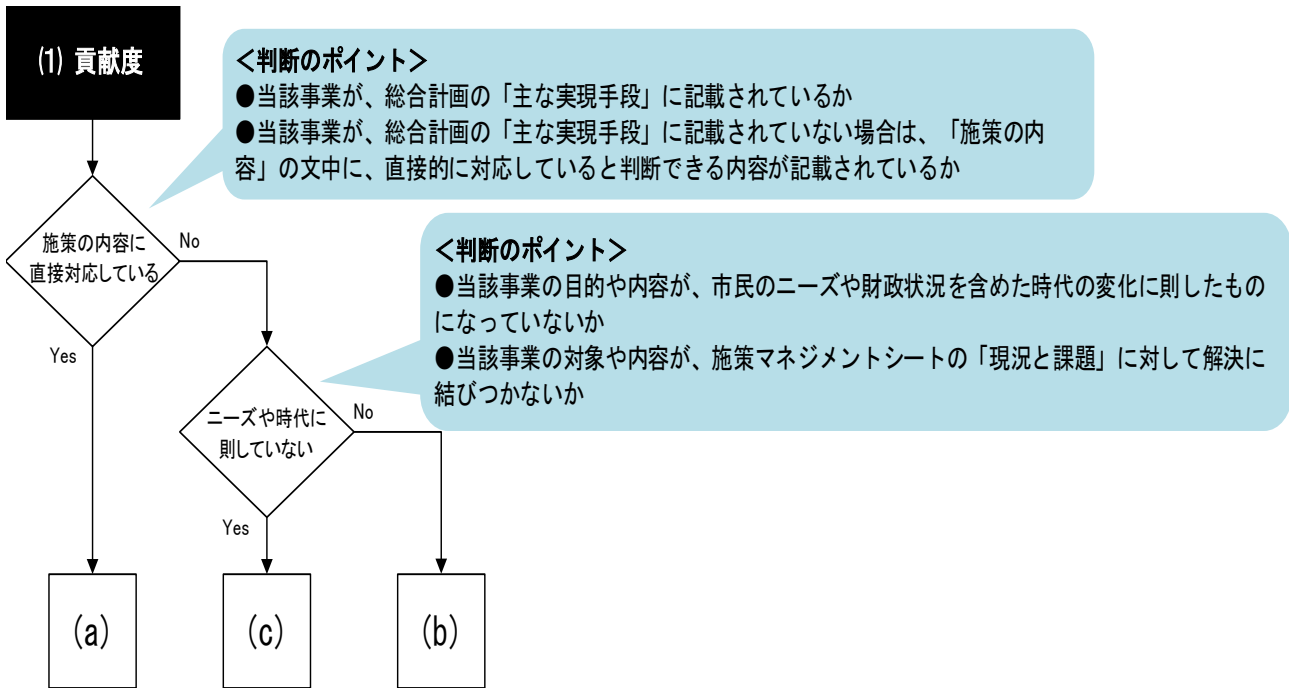 (1) 貢献度
＜判断のポイント＞
●当該事業が、総合計画の「主な実現手段」に記載されているか
●当該事業が、総合計画の「主な実現手段」に記載されていない場合は、「施策の内
容」の文中に、直接的に対応していると判断できる内容が記載されているか
施策の内容に
直接対応している
No
Yes
＜判断のポイント＞
●当該事業の目的や内容が、市民のニーズや財政状況を含めた時代の変化に則したもの
になっていないか
●当該事業の対象や内容が、施策マネジメントシートの「現況と課題」に対して解決に
結びつかないか
ニーズや時代に
則していない
No
Yes
(a)
(c)
(b)